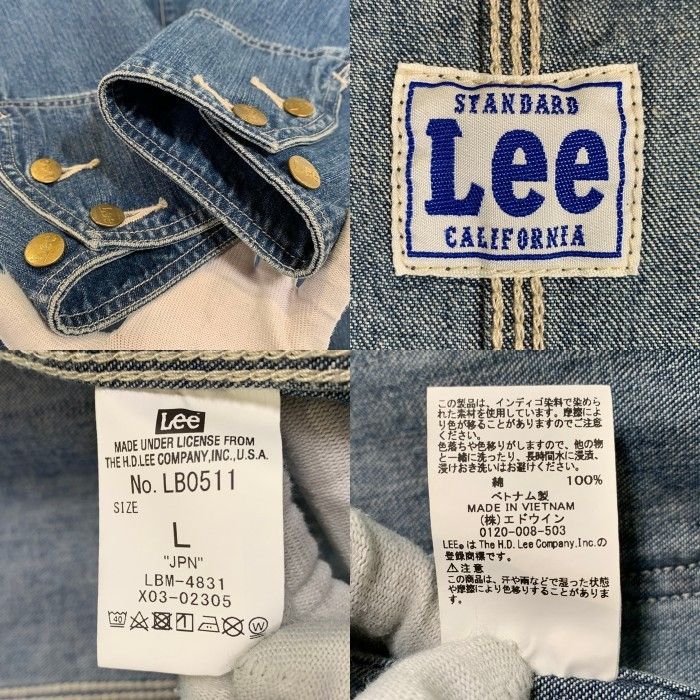 STANDARD
Lee
CALIFORNIA
Lee
MADE UNDER LICENSE FROM
THE H.D.LEE COMPANY,INC.,U.S.A.
No. LB0511
SIZE
L
"JPN"
LBM-4831
X03-02305
40
W
この製品は、インディゴ染料で染められ
た素材を使用しています。摩擦により
色が移ることがありますのでご注意
ください。
色落ちや色移りがしますので、他の物
と一緒に洗ったり、長時間水に浸漬、
浸けおき洗いはお避けください。
綿 100%
ベトナム製
MADE IN VIETNAM
(株)エドウイン
0120-008-503
LEE® は The H.D. Lee Company,Inc.の
登録商標です。
⚠注意
この商品は、汗や雨などで湿った状態
や摩擦により色移りすることがありま
す。